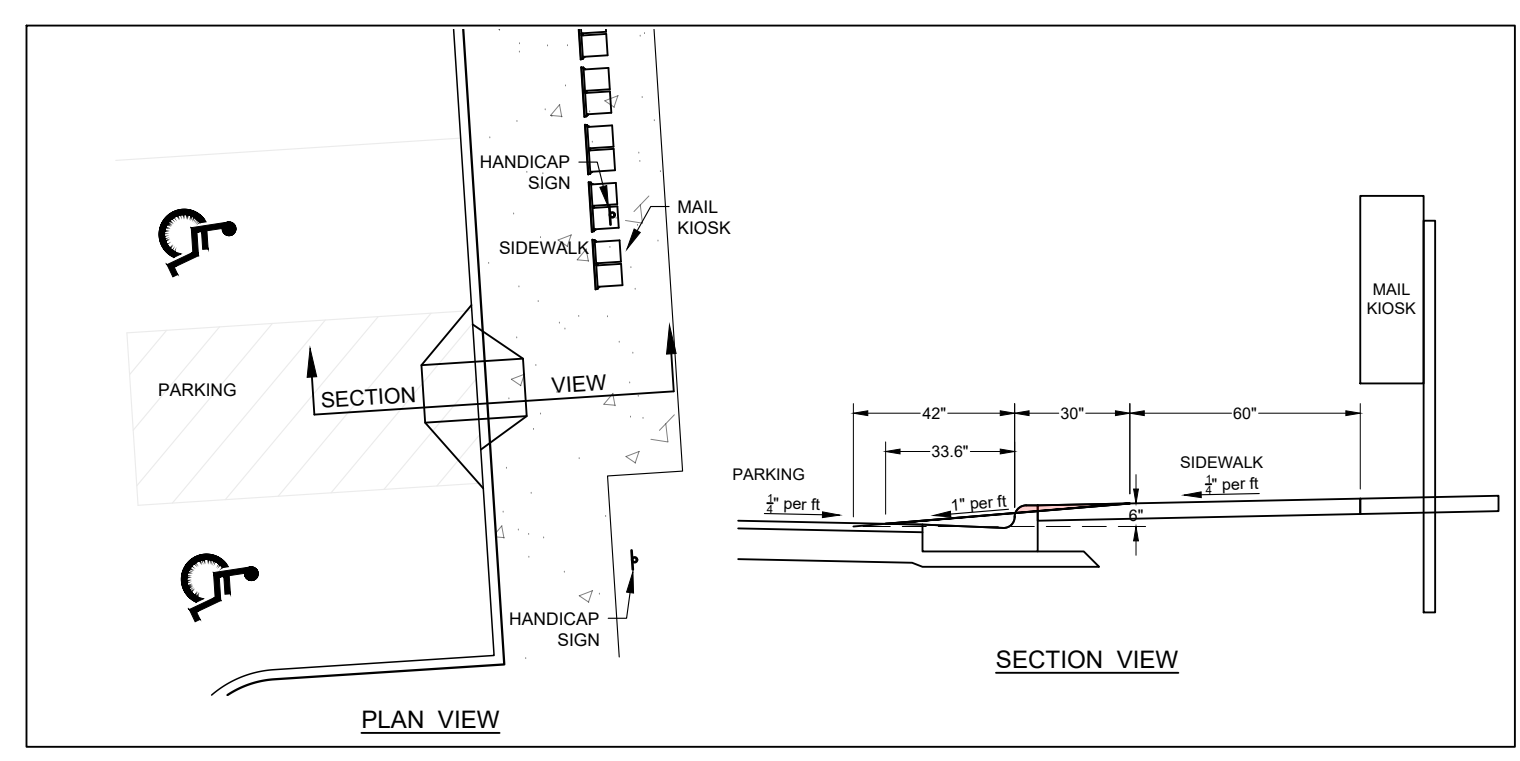 HANDICAP
SIGN
MAIL
KIOSK
SIDEWALK
PARKING
SECTION VIEW
HANDICAP
SIGN
PLAN VIEW
MAIL
KIOSK
42" 30" 60"
33.6"
PARKING
SIDEWALK
1/4" per ft
1" per ft
1/4" per ft
6"
SECTION VIEW